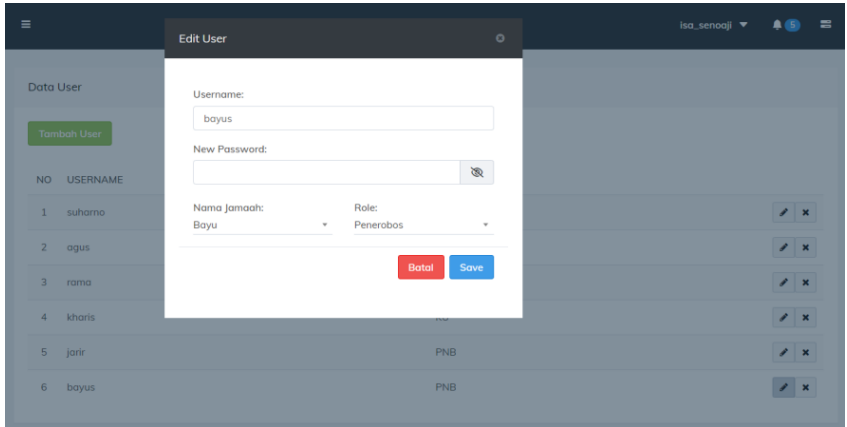 isa_senoaji
5
Edit User
Data User
Username:
bayus
Tambah User
New Password:
NO USERNAME
Nama Jamaah: Role:
Bayu Penerobos
1 suharno
2 agus
Batal Save
3 rama
4 kharis
5 jarir PNB
6 bayus PNB